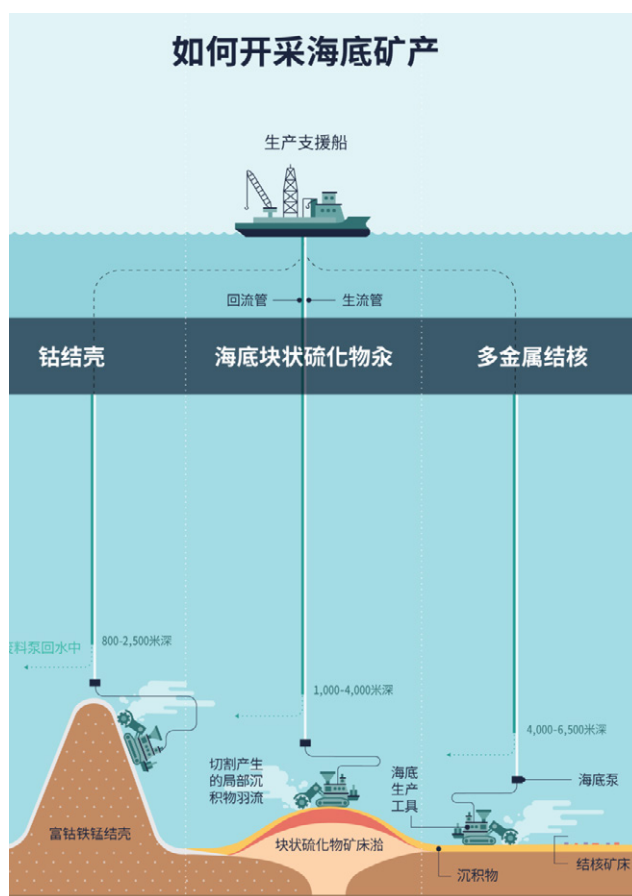 如何开采海底矿产
生产支援船
回流管
生流管
钴结壳
海底块状硫化物汆
多金属结核
料泵回水中
800-2,500米深
1,000-4,000米深
4,000-6,500米深
切割产生
的局部沉
积物羽流
海底
生产
工具
海底泵
富钴铁锰结壳
块状硫化物矿床湁
沉积物
结核矿床